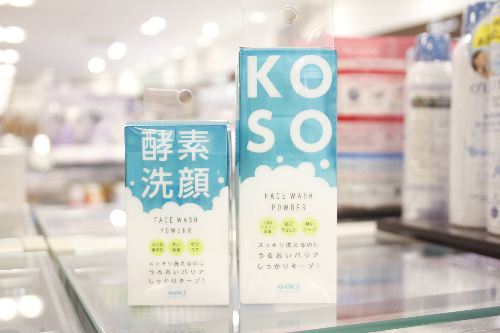 酵素
洗顔
FACE WASH
POWDER
スッキリ洗えるのに
うるおいバリア
しっかりキープ!
AVANCE
KO
SO
FACE WASH
POWDER
スッキリ洗えるのに
うるおいバリア
しっかりキープ!
AVANCE